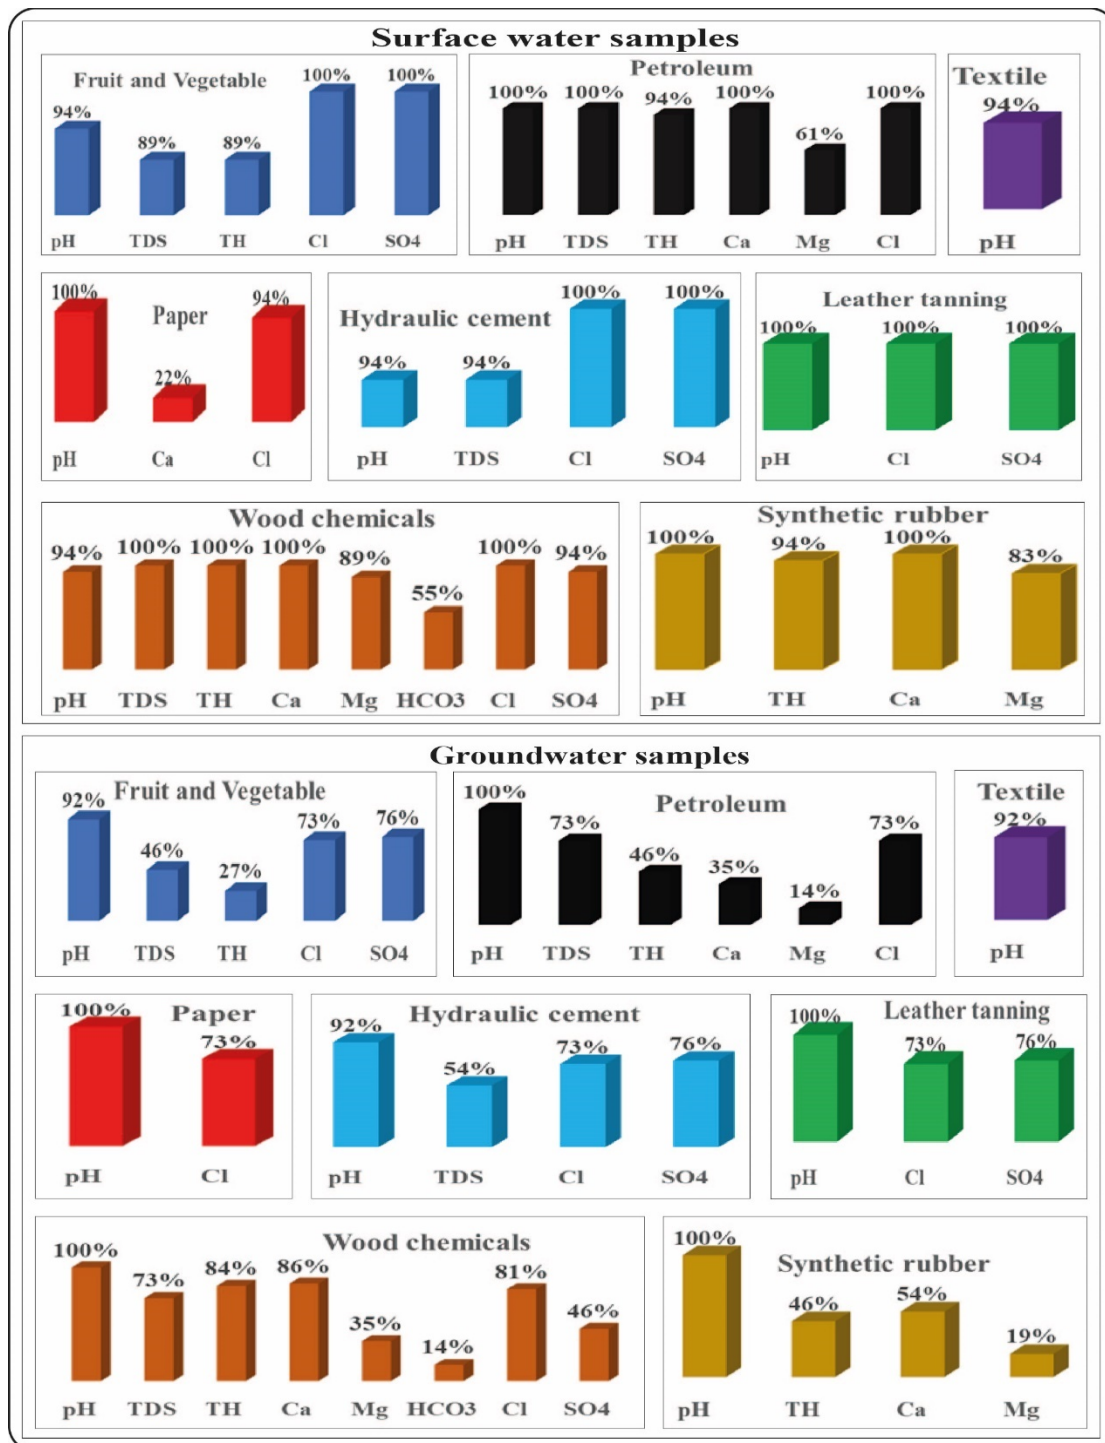 Surface water samples
Fruit and Vegetable
94% 89% 89% 100% 100%
pH TDS TH Cl SO4
Petroleum
100% 100% 94% 100% 61% 100%
pH TDS TH Ca Mg Cl
Textile
94%
pH
Paper
100% 22% 94%
pH Ca Cl
Hydraulic cement
94% 94% 100% 100%
pH TDS Cl SO4
Leather tanning
100% 100% 100%
pH Cl SO4
Wood chemicals
94% 100% 100% 100% 89% 55% 100% 94%
pH TDS TH Ca Mg HCO3 Cl SO4
Synthetic rubber
100% 94% 100% 83%
pH TH Ca Mg
Groundwater samples
Fruit and Vegetable
92% 46% 27% 73% 76%
pH TDS TH Cl SO4
Petroleum
100% 73% 46% 35% 14% 73%
pH TDS TH Ca Mg Cl
Textile
92%
pH
Paper
100% 73%
pH Cl
Hydraulic cement
92% 54% 73% 76%
pH TDS Cl SO4
Leather tanning
100% 73% 76%
pH Cl SO4
Wood chemicals
100% 73% 84% 86% 35% 14% 81% 46%
pH TDS TH Ca Mg HCO3 Cl SO4
Synthetic rubber
100% 46% 54% 19%
pH TH Ca Mg